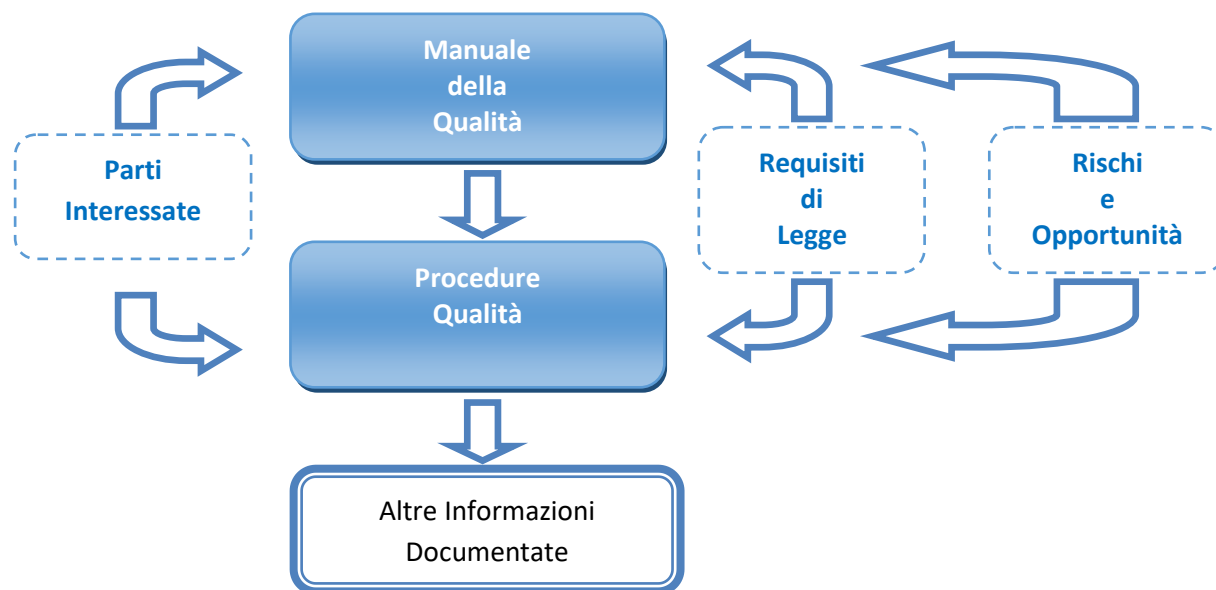 Manuale
della
Qualità
Parti
Interessate
Requisiti
di
Legge
Rischi
e
Opportunità
Procedure
Qualità
Altre Informazioni
Documentate